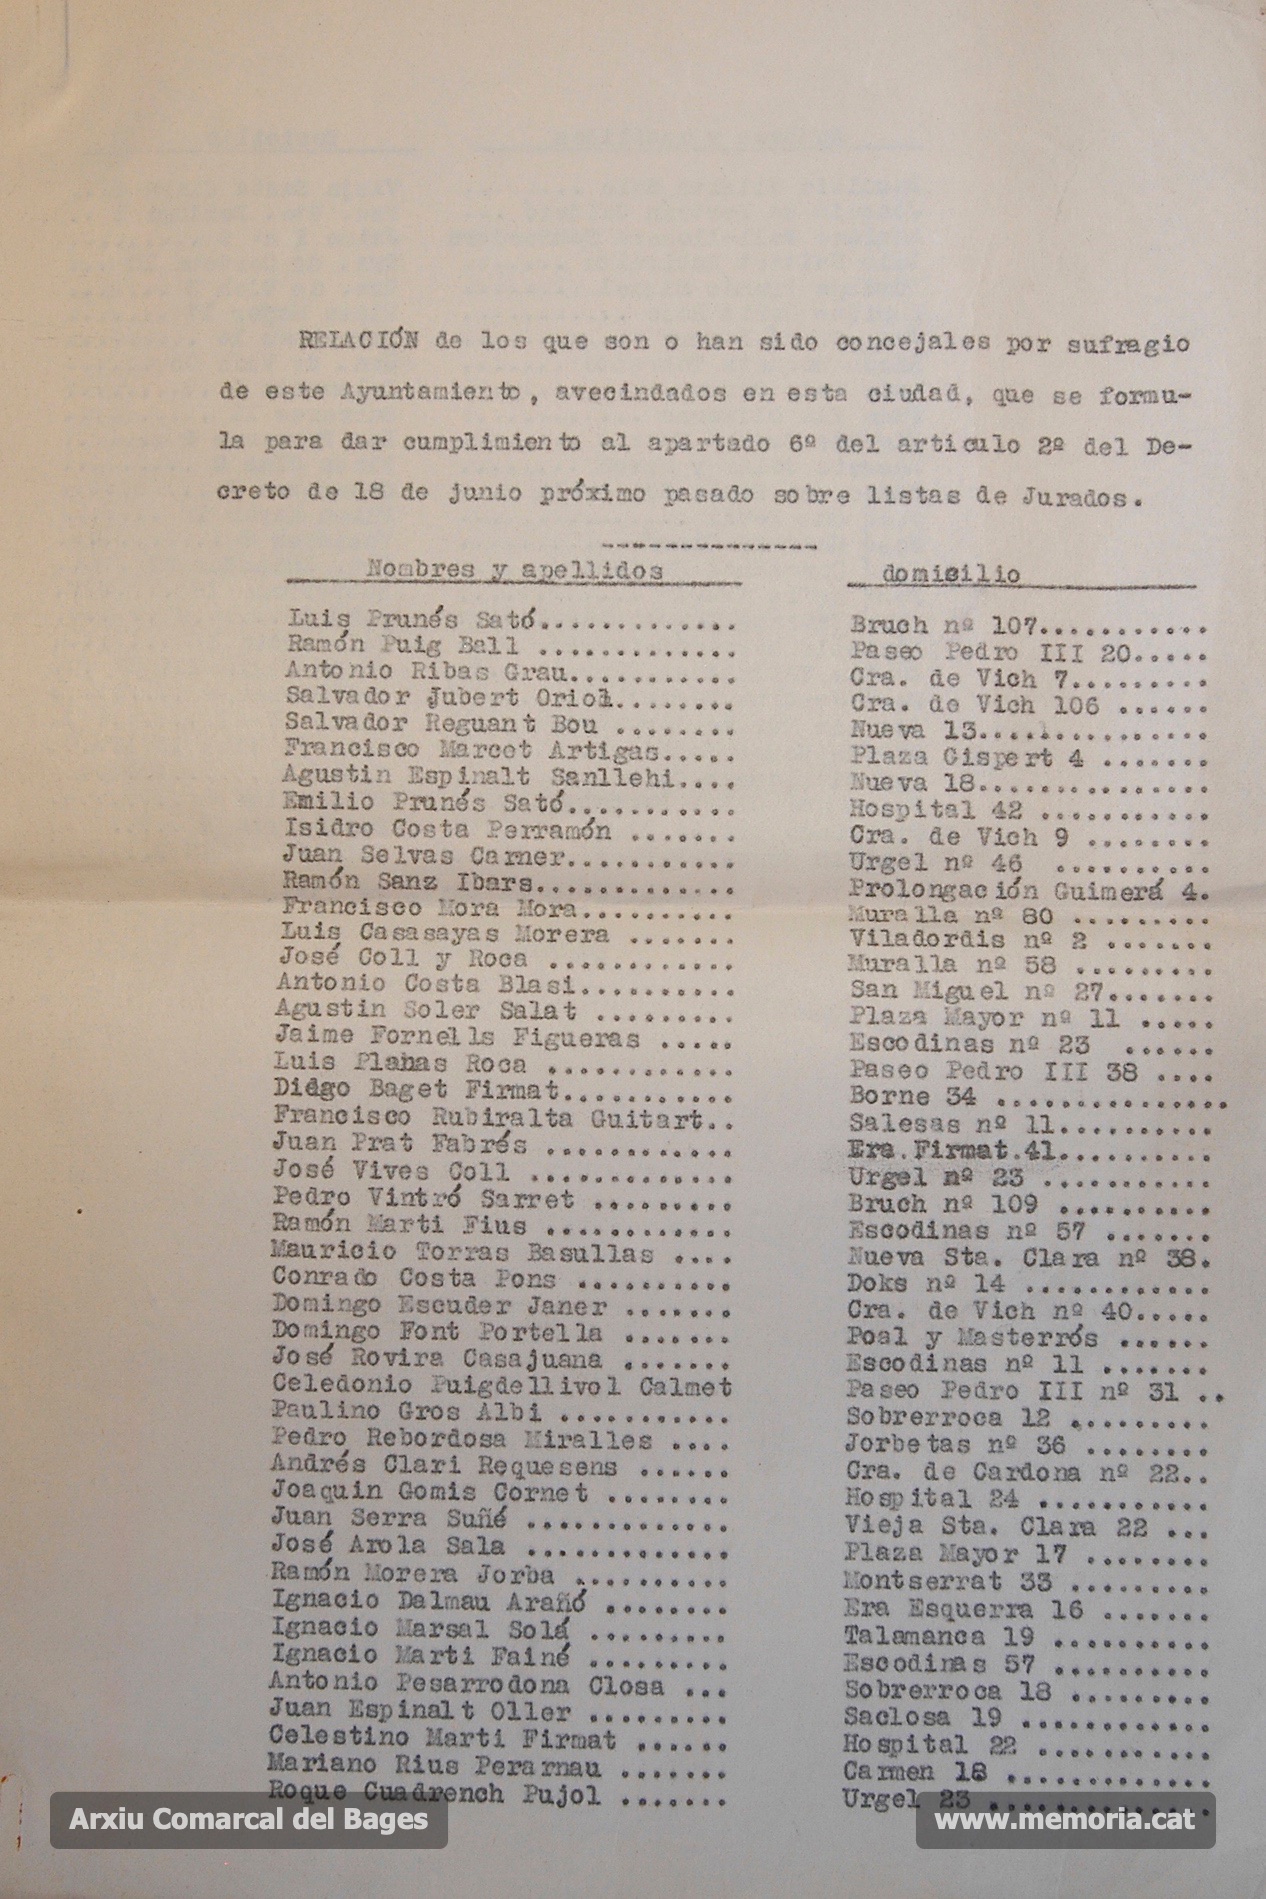 RELACIÓN de los que son o han sido concejales por sufragio
de este Ayuntamiento, avecindados en esta ciudad, que se formu-
la para dar cumplimiento al apartado 6º del articulo 2º del De-
creto de 18 de junio próximo pasado sobre listas de Jurados.
Nombres y apellidos domicilio
Luis Prunés Sató............. Bruch nº 107...........
Ramón Puig Ball ............. Paseo Pedro III 20.....
Antonio Ribas Grau........... Cra. de Vich 7.........
Salvador Jubert Oriol........ Cra. de Vich 106 ......
Salvador Reguant Bou ........ Nueva 13...............
Francisco Marcet Artigas..... Plaza Gispert 4 .......
Agustin Espinalt Sanllehi.... Nueva 18...............
Emilio Prunés Sató........... Hospital 42 ...........
Isidro Costa Perramón ....... Cra. de Vich 9 ........
Juan Selvas Carner........... Urgel nº 46 ..........
Ramón Sanz Ibars............. Prolongación Guimerá 4.
Francisco Mora Mora.......... Muralla nº 80 .........
Luis Casasayas Morera ....... Viladordis nº 2 .......
José Coll y Roca ............ Muralla nº 58 .........
Antonio Costa Blasi.......... San Miguel nº 27.......
Agustin Soler Salat ......... Plaza Mayor nº 11 .....
Jaime Fornells Figueras ..... Escodinas nº 23 ......
Luis Planas Roca ............ Paseo Pedro III 38 ....
Diégo Baget Firmat........... Borne 34 ...............
Francisco Rubiralta Guitart.. Salesas nº 11..........
Juan Prat Fabrés ............ Era.Firmat.41..........
José Vives Coll ............. Urgel nº 23 ...........
Pedro Vintró Sarret ......... Bruch nº 109 ..........
Ramón Marti Fius ............ Escodinas nº 57 .......
Mauricio Torras Basullas .... Nueva Sta. Clara nº 38.
Conrado Costa Pons .......... Doks nº 14 ............
Domingo Escuder Janer ....... Cra. de Vich nº 40.....
Domingo Font Portella ....... Poal y Masterrós ......
José Rovira Casajuana ....... Escodinas nº 11 .......
Celedonio Puigdellivol Calmet Paseo Pedro III nº 31 ..
Paulino Gros Albi ........... Sobrerroca 12 .........
Pedro Rebordosa Miralles .... Jorbetas nº 36 ........
Andrés Clari Requesens ...... Cra. de Cardona nº 22..
Joaquin Gomis Cornet ........ Hospital 24 ...........
Juan Serra Suñé ............. Vieja Sta. Clara 22 ...
José Arola Sala ............. Plaza Mayor 17 ........
Ramón Morera Jorba .......... Montserrat 33 .........
Ignacio Dalmau Arañó ........ Era Esquerra 16 .......
Ignacio Marsal Solá ......... Talamanca 19 ..........
Ignacio Marti Fainé ......... Escodinas 57 ..........
Antonio Pesarrodona Closa ... Sobrerroca 18 .........
Juan Espinalt Oller ......... Saclosa 19 ............
Celestino Marti Firmat ...... Hospital 22 ...........
Mariano Rius Perarnau ....... Carmen 18 .............
Roque Cuadrench Pujol ....... Urgel 23 ..............
Arxiu Comarcal del Bages www.memoria.cat